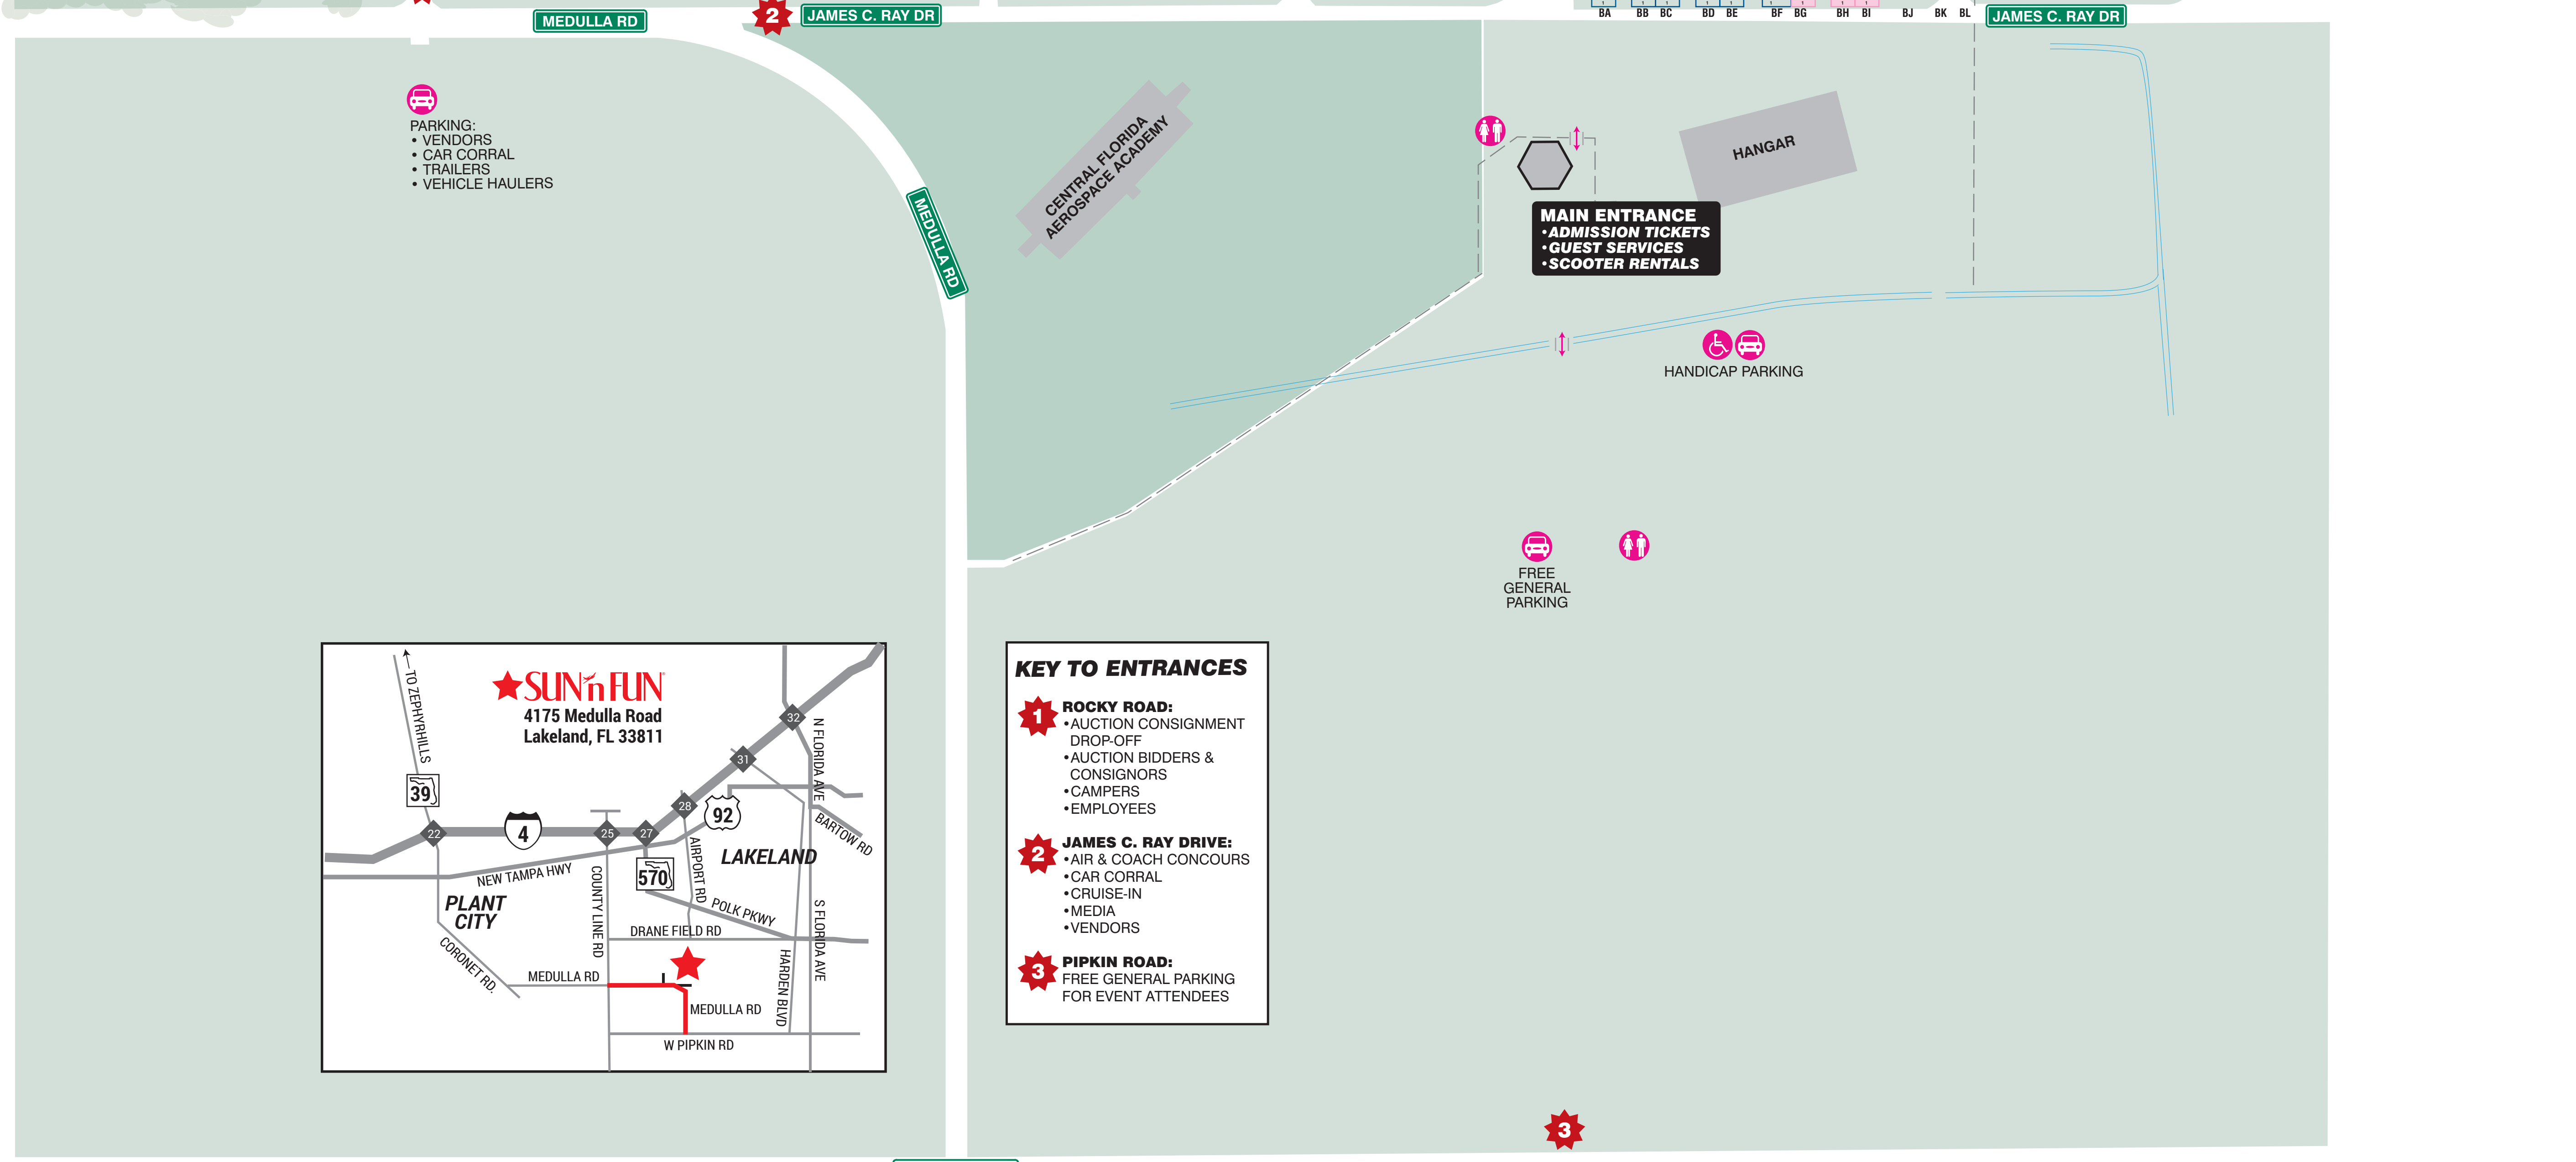 MEDULLA RD
2
JAMES C. RAY DR
BA BB BC BD BE BF BG BH BI BJ BK BL
JAMES C. RAY DR
PARKING:
• VENDORS
• CAR CORRAL
• TRAILERS
• VEHICLE HAULERS
MEDULLA RD
CENTRAL FLORIDA
AEROSPACE ACADEMY
HANGAR
MAIN ENTRANCE
•ADMISSION TICKETS
•GUEST SERVICES
•SCOOTER RENTALS
HANDICAP PARKING
FREE
GENERAL
PARKING
SUN 'n FUN
4175 Medulla Road
Lakeland, FL 33811
TO ZEPHYRHILLS
39
22
4
25
27
28
31
32
92
570
N FLORIDA AVE
BARTOW RD
LAKELAND
AIRPORT RD
NEW TAMPA HWY
PLANT
CITY
COUNTY LINE RD
POLK PKWY
DRANE FIELD RD
S FLORIDA AVE
HARDEN BLVD
CORONET RD.
MEDULLA RD
MEDULLA RD
W PIPKIN RD
KEY TO ENTRANCES
1
ROCKY ROAD:
•AUCTION CONSIGNMENT
DROP-OFF
•AUCTION BIDDERS &
CONSIGNORS
•CAMPERS
•EMPLOYEES
2
JAMES C. RAY DRIVE:
•AIR & COACH CONCOURS
•CAR CORRAL
•CRUISE-IN
•MEDIA
•VENDORS
3
PIPKIN ROAD:
FREE GENERAL PARKING
FOR EVENT ATTENDEES
3